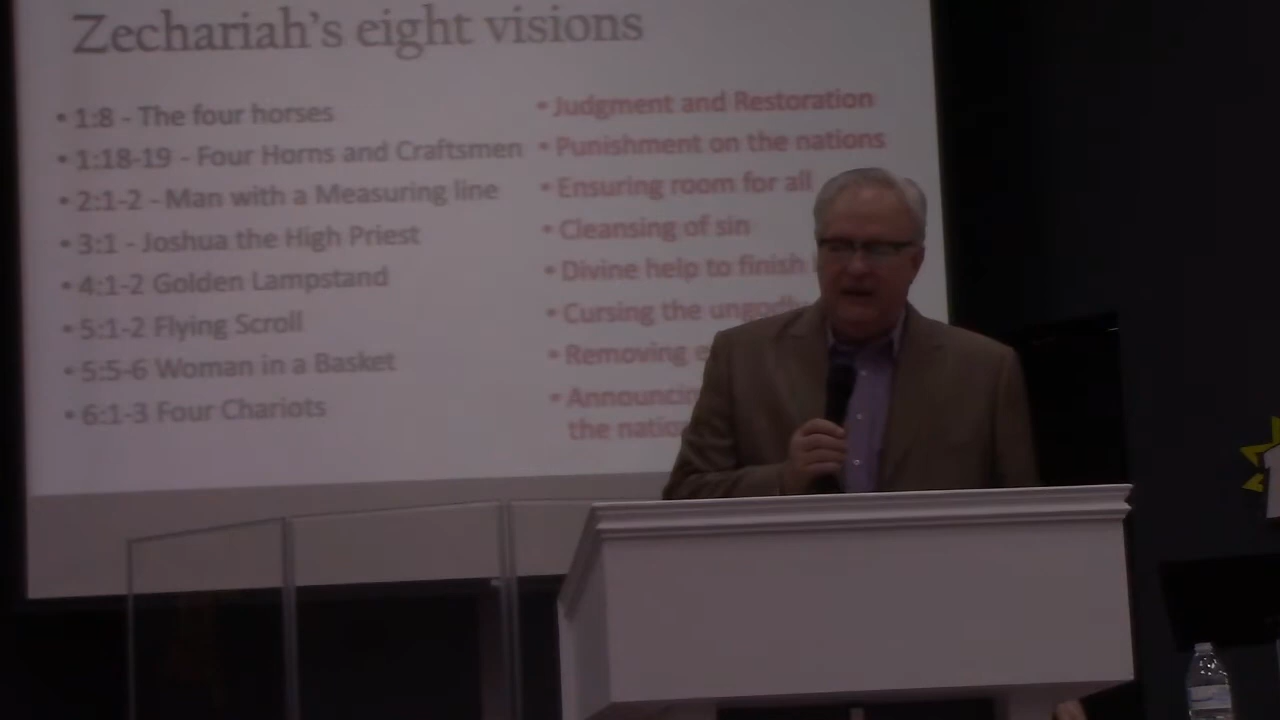 Zechariah's eight visions
• 1:8 - The four horses
• 1:18-19 - Four Horns and Craftsmen
• 2:1-2 - Man with a Measuring line
• 3:1 - Joshua the High Priest
• 4:1-2 Golden Lampstand
• 5:1-2 Flying Scroll
• 5:5-6 Woman in a Basket
• 6:1-3 Four Chariots
• Judgment and Restoration
• Punishment on the nations
• Ensuring room for all
• Cleansing of sin
• Divine help to finish
• Cursing the
• Removing
•
the